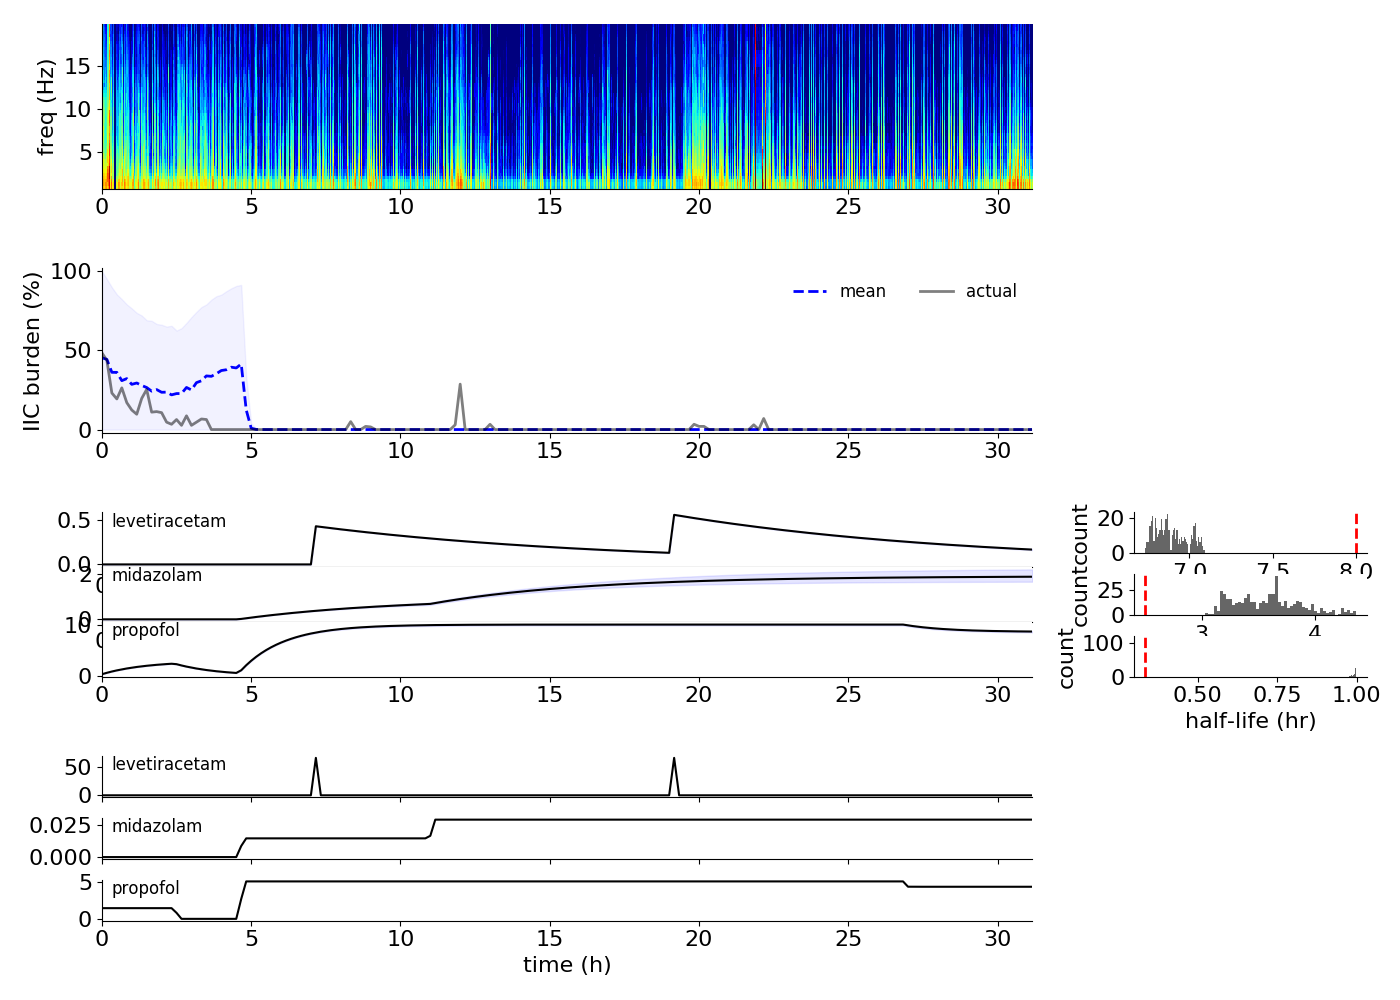 freq (Hz)
15
10
5
0 5 10 15 20 25 30
IIC burden (%)
100
50
0
mean actual
0 5 10 15 20 25 30
levetiracetam
0.5
0.0
midazolam
2
0
propofol
10
0
0 5 10 15 20 25 30
count
20
0
7.0 7.5 8.0
count
25
0
3 4
count
100
0
0.50 0.75 1.00
half-life (hr)
levetiracetam
50
0
midazolam
0.025
0.000
propofol
5
0
0 5 10 15 20 25 30
time (h)